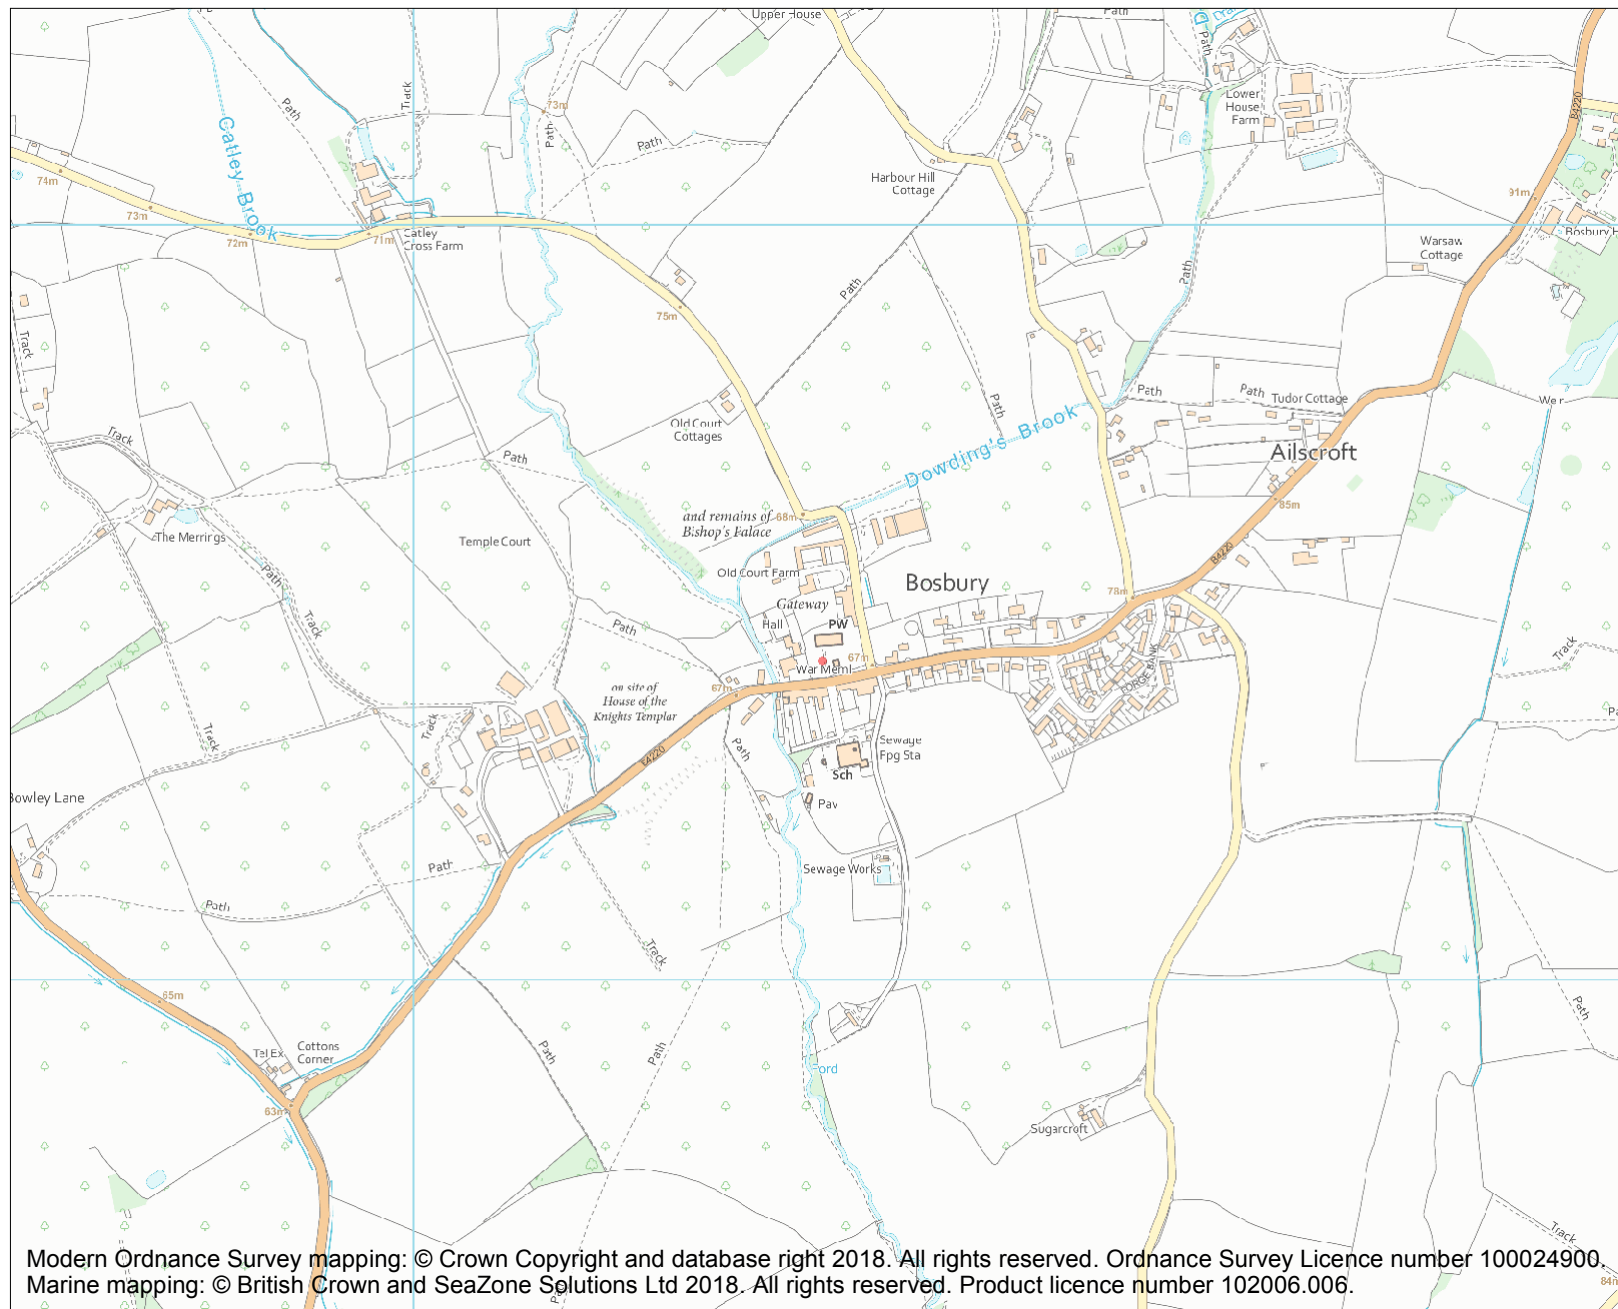 Upper House
Path
Path
Path
Track
73m
Path
Path
Catley Brook
Lower
House
Farm
B4220
74m
Harbour Hill
Cottage
91m
73m
72m
71m
Catley
Cross Farm
Warsaw
Cottage
Path
Path
75m
Track
Path
Path
Path
Tudor Cottage
Weir
Old Court
Cottages
Dowding's Brook
Ailscroft
Track
Path
85m
and remains of
Bishop's Palace
68m
The Merrings
Temple Court
B4220
Old Court Farm
Bosbury
78m
Path
Gateway
Track
Path
Hall
PW
67m
War Meml
FORGE BANK
Track
on site of
House of the
Knights Templar
67m
Track
Track
Path
B4220
Sewage
Ppg Sta
Sch
Bowley Lane
Pav
Path
Sewage Works
Path
Track
65m
Path
Tel Ex
Cottons
Corner
Path
Path
Ford
63m
Sugarcroft
Track
Path
84m
Modern Ordnance Survey mapping: © Crown Copyright and database right 2018. All rights reserved. Ordnance Survey Licence number 100024900.
Marine mapping: © British Crown and SeaZone Solutions Ltd 2018. All rights reserved. Product licence number 102006.006.